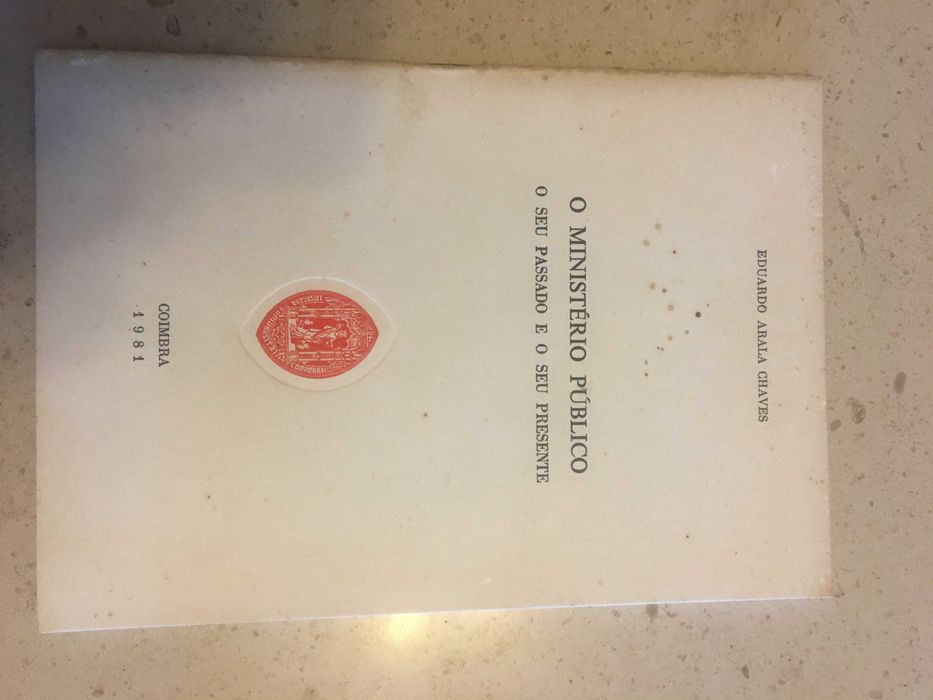 EDUARDO ARALA CHAVES
O MINISTÉRIO PÚBLICO
O SEU PASSADO E O SEU PRESENTE
COIMBRA
1981